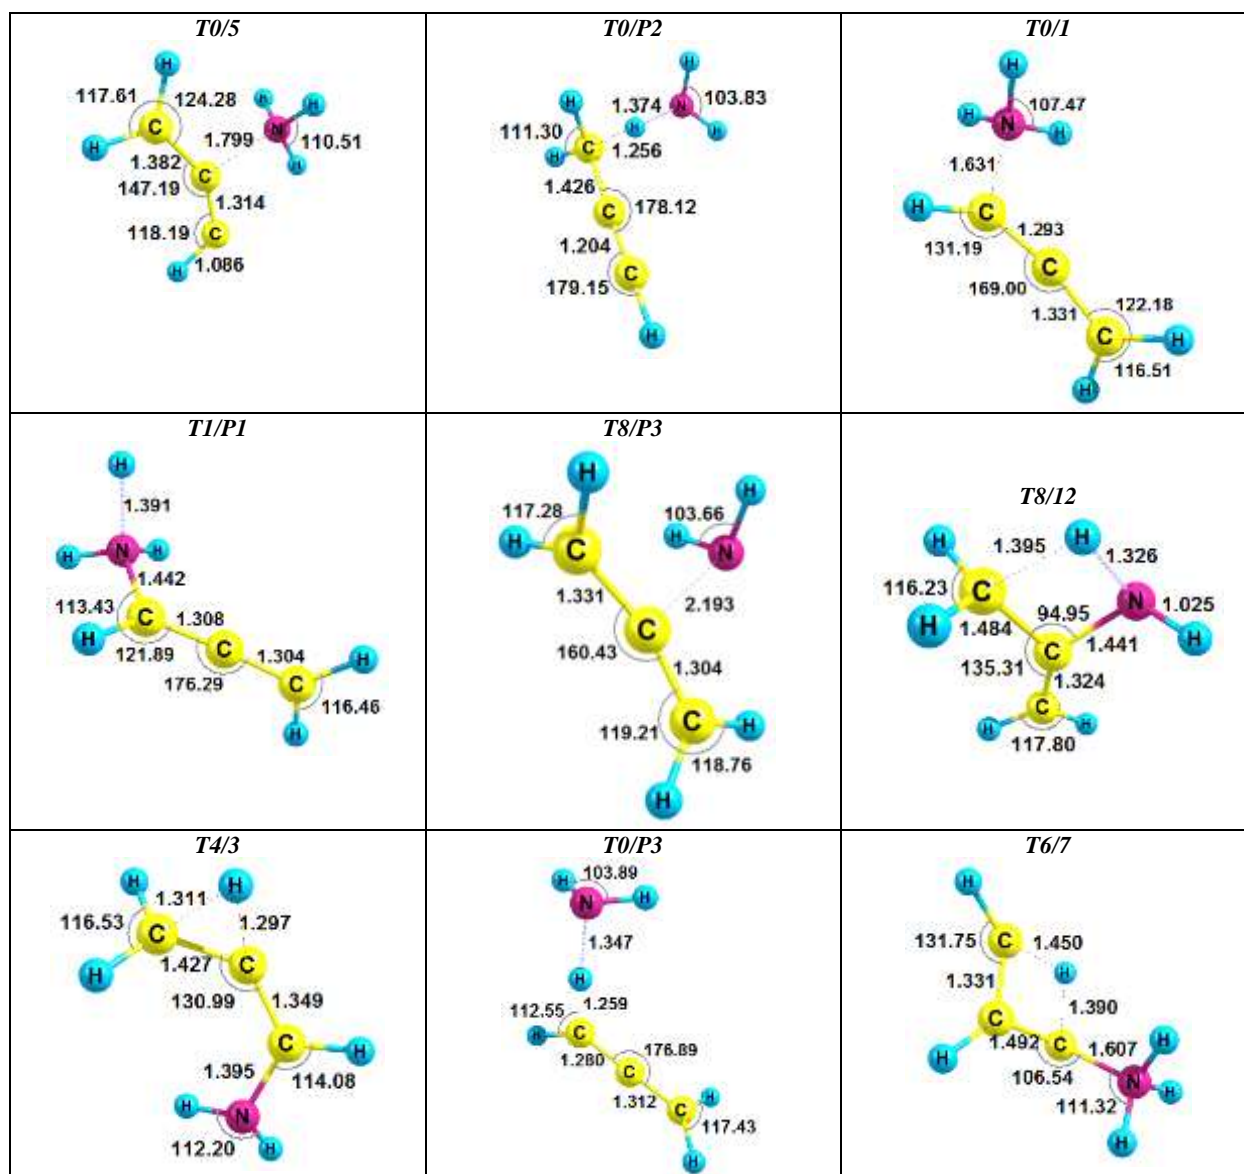 T0/5
H
117.61 124.28 H H
C 1.799 N 110.51
H 1.382 H
147.19 C
1.314
118.19 C
H 1.086
T0/P2
H
H 1.374 N 103.83
111.30 H H
H C 1.256
1.426
C 178.12
1.204
179.15 C
H
T0/1
H
107.47
H N H
1.631
H C
131.19 1.293
C
169.00
1.331 122.18
C H
116.51
H
T1/P1
H
1.391
H N H
1.442
113.43 C 1.308
H 121.89 C 1.304 H
176.29 C 116.46
H
T8/P3
H
H
117.28 103.66
H C H N
1.331 2.193
C
160.43
1.304
119.21 C H
118.76
H
T8/12
H 1.395 H 1.326
116.23 C N 1.025
H 94.95 H
1.484 1.441
135.31 C
1.324
C
H H
117.80
T4/3
H H
1.311
116.53 C 1.297
H 1.427 C
130.99 1.349
C H
1.395 114.08
H N
112.20 H
T0/P3
103.89
H N H
1.347
H
112.55 1.259
H C 176.89
1.280 C
1.312 H
C 117.43
H
T6/7
H
131.75 C 1.450
H
1.331 1.390
C
H 1.492 C 1.607 H
106.54 N H
111.32
H